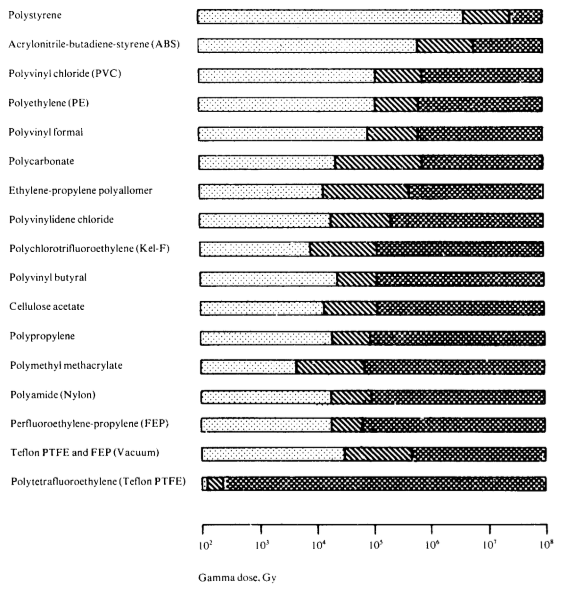 Polystyrene
Acrylonitrile-butadiene-styrene (ABS)
Polyvinyl chloride (PVC)
Polyethylene (PE)
Polyvinyl formal
Polycarbonate
Ethylene-propylene polyallomer
Polyvinylidene chloride
Polychlorotrifluoroethylene (Kel-F)
Polyvinyl butyral
Cellulose acetate
Polypropylene
Polymethyl methacrylate
Polyamide (Nylon)
Perfluoroethylene-propylene (FEP)
Teflon PTFE and FEP (Vacuum)
Polytetrafluoroethylene (Teflon PTFE)
10² 10³ 10⁴ 10⁵ 10⁶ 10⁷ 10⁸
Gamma dose, Gy